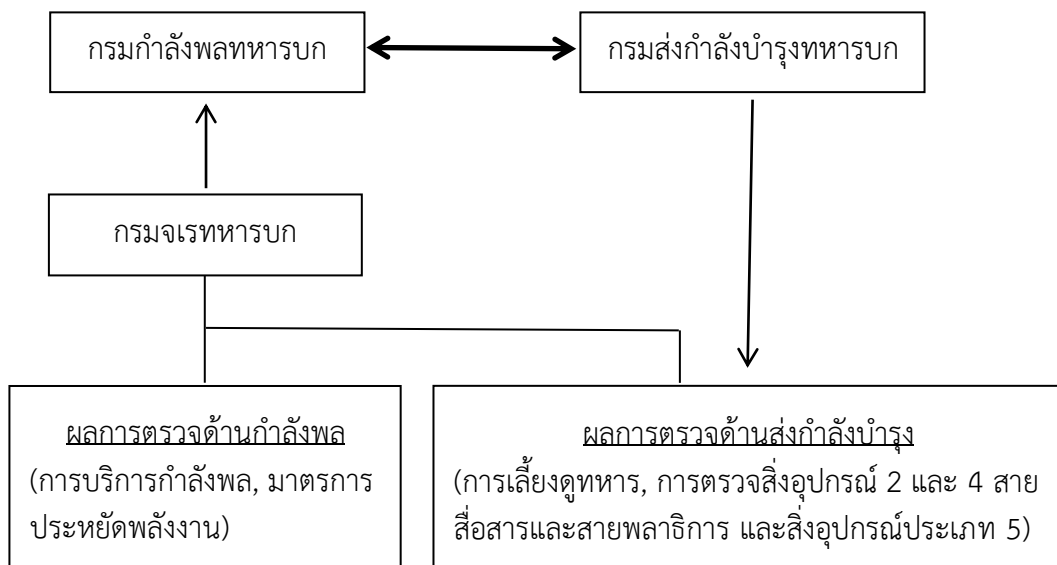 กรมกำลังพลทหารบก
กรมส่งกำลังบำรุงทหารบก
กรมจเรทหารบก
ผลการตรวจด้านกำลังพล
(การบริการกำลังพล, มาตรการ
ประหยัดพลังงาน)
ผลการตรวจด้านส่งกำลังบำรุง
(การเลี้ยงดูทหาร, การตรวจสิ่งอุปกรณ์ 2 และ 4 สาย
สื่อสารและสายพลาธิการ และสิ่งอุปกรณ์ประเภท 5)